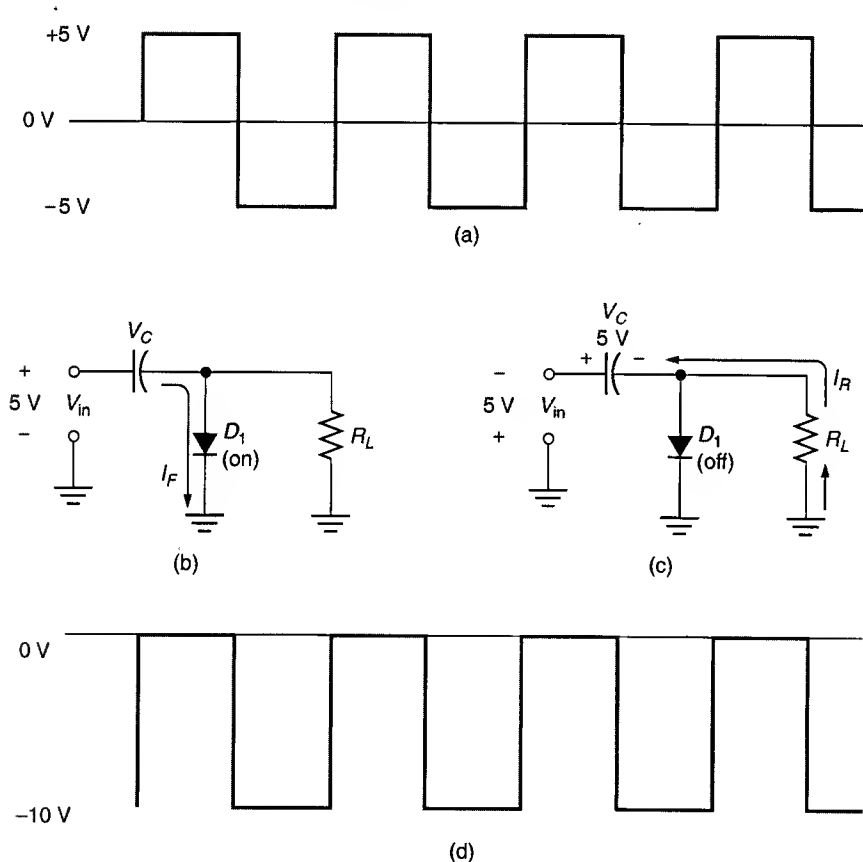 +5 V
0 V
−5 V
(a)
V_C
+
5 V
−
V_in
D_1
(on)
I_F
R_L
(b)
V_C
5 V
+ −
I_R
−
5 V
+
V_in
D_1
(off)
R_L
(c)
0 V
−10 V
(d)